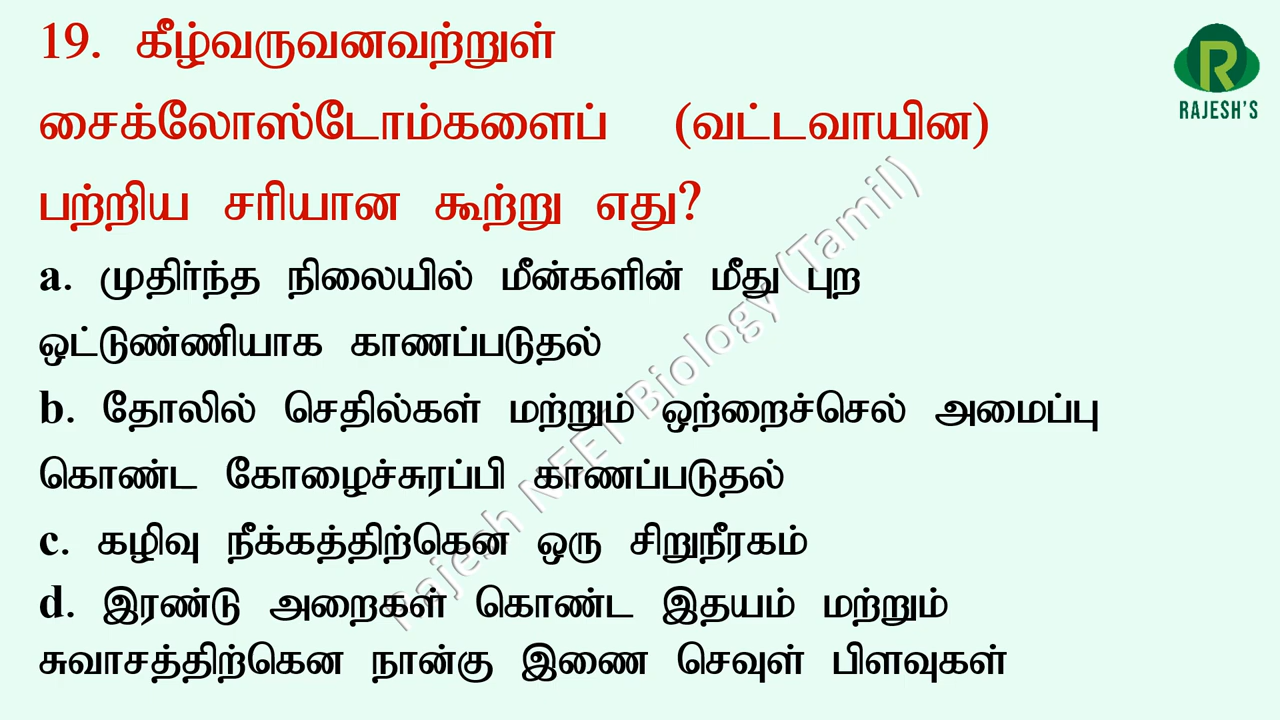 19. கீழ்வருவனவற்றுள்
சைக்லோஸ்டோம்களைப் (வட்டவாயின)
பற்றிய சரியான கூற்று எது?
a. முதிர்ந்த நிலையில் மீன்களின் மீது புற
ஒட்டுண்ணியாக காணப்படுதல்
b. தோலில் செதில்கள் மற்றும் ஒற்றைச்செல் அமைப்பு
கொண்ட கோழைச்சுரப்பி காணப்படுதல்
c. கழிவு நீக்கத்திற்கென ஒரு சிறுநீரகம்
d. இரண்டு அறைகள் கொண்ட இதயம் மற்றும்
சுவாசத்திற்கென நான்கு இணை செவுள் பிளவுகள்
R
RAJESH'S
Rajesh NEET Biology (Tamil)